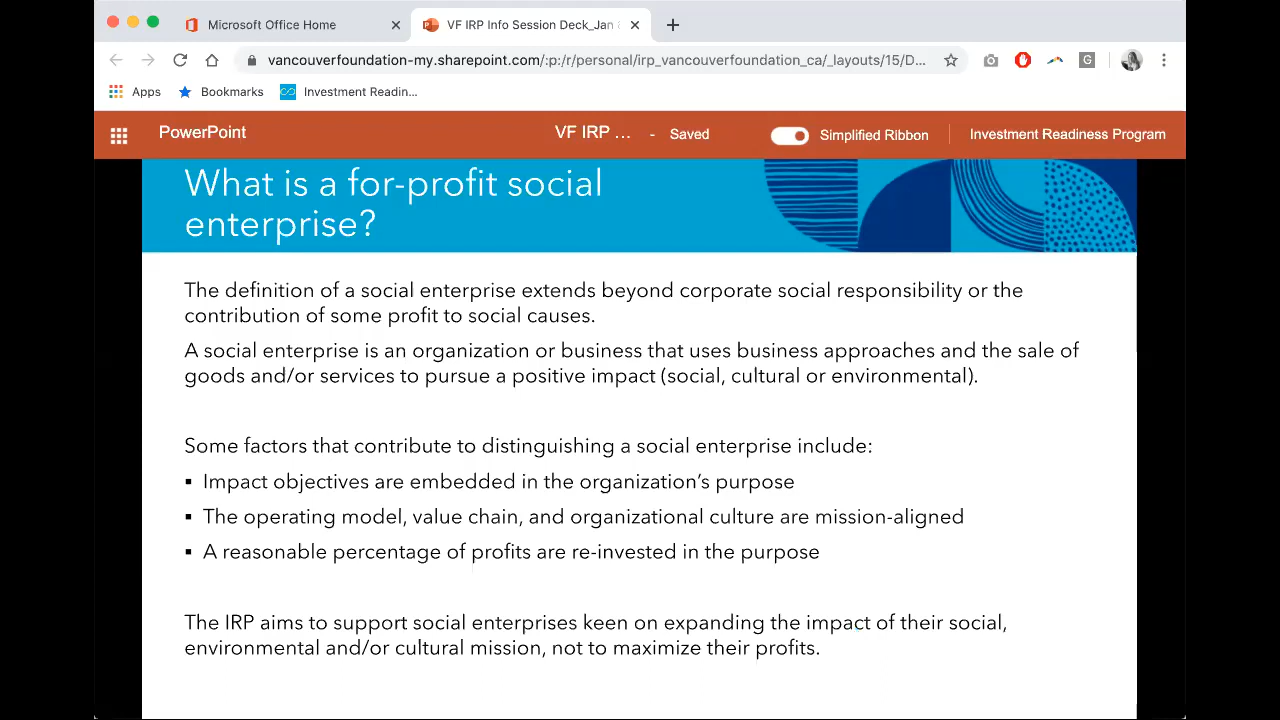 Microsoft Office Home
VF IRP Info Session Deck_Jan
vancouverfoundation-my.sharepoint.com/:p:/r/personal/irp_vancouverfoundation_ca/_layouts/15/D...
G
Apps
Bookmarks
Investment Readin...
PowerPoint
VF IRP ... - Saved
Simplified Ribbon
Investment Readiness Program
What is a for-profit social
enterprise?
The definition of a social enterprise extends beyond corporate social responsibility or the
contribution of some profit to social causes.
A social enterprise is an organization or business that uses business approaches and the sale of
goods and/or services to pursue a positive impact (social, cultural or environmental).
Some factors that contribute to distinguishing a social enterprise include:
▪ Impact objectives are embedded in the organization's purpose
▪ The operating model, value chain, and organizational culture are mission-aligned
▪ A reasonable percentage of profits are re-invested in the purpose
The IRP aims to support social enterprises keen on expanding the impact of their social,
environmental and/or cultural mission, not to maximize their profits.